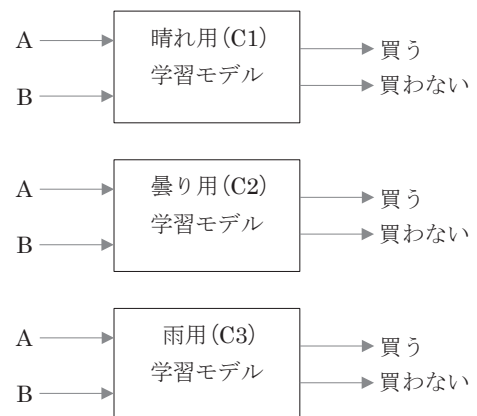 A
B
晴れ用(C1)
学習モデル
買う
買わない
A
B
曇り用(C2)
学習モデル
買う
買わない
A
B
雨用(C3)
学習モデル
買う
買わない